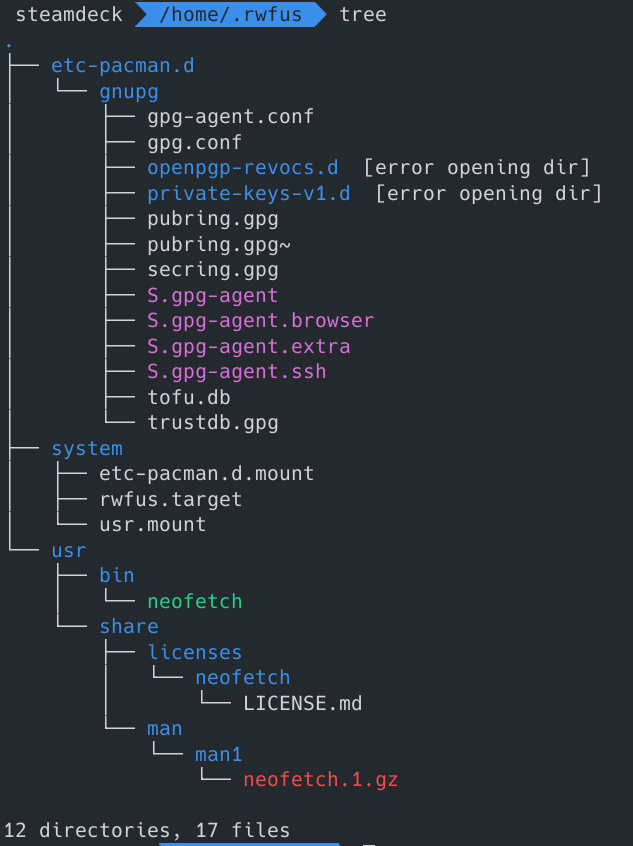 steamdeck /home/.rwfus tree
.
├── etc-pacman.d
│   └── gnupg
│       ├── gpg-agent.conf
│       ├── gpg.conf
│       ├── openpgp-revocs.d  [error opening dir]
│       ├── private-keys-v1.d  [error opening dir]
│       ├── pubring.gpg
│       ├── pubring.gpg~
│       ├── secring.gpg
│       ├── S.gpg-agent
│       ├── S.gpg-agent.browser
│       ├── S.gpg-agent.extra
│       ├── S.gpg-agent.ssh
│       ├── tofu.db
│       └── trustdb.gpg
├── system
│   ├── etc-pacman.d.mount
│   ├── rwfus.target
│   └── usr.mount
└── usr
    ├── bin
    │   └── neofetch
    └── share
        ├── licenses
        │   └── neofetch
        │       └── LICENSE.md
        └── man
            └── man1
                └── neofetch.1.gz

12 directories, 17 files